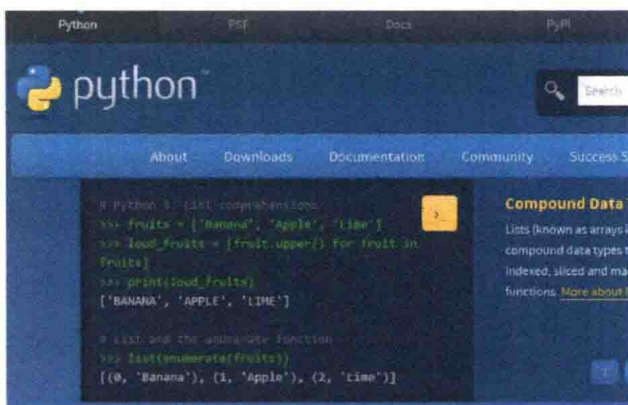 Python PSF Docs PyPI
python™
Search
About Downloads Documentation Community Success S
# Python 3: List comprehensions
>>> fruits = ['Banana', 'Apple', 'Lime']
>>> loud_fruits = [fruit.upper() for fruit in
fruits]
>>> print(loud_fruits)
['BANANA', 'APPLE', 'LIME']
# List and the enumerate function
>>> list(enumerate(fruits))
[(0, 'Banana'), (1, 'Apple'), (2, 'Lime')]
>_
Compound Data
Lists (known as arrays i
compound data types t
indexed, sliced and ma
functions. More about
1